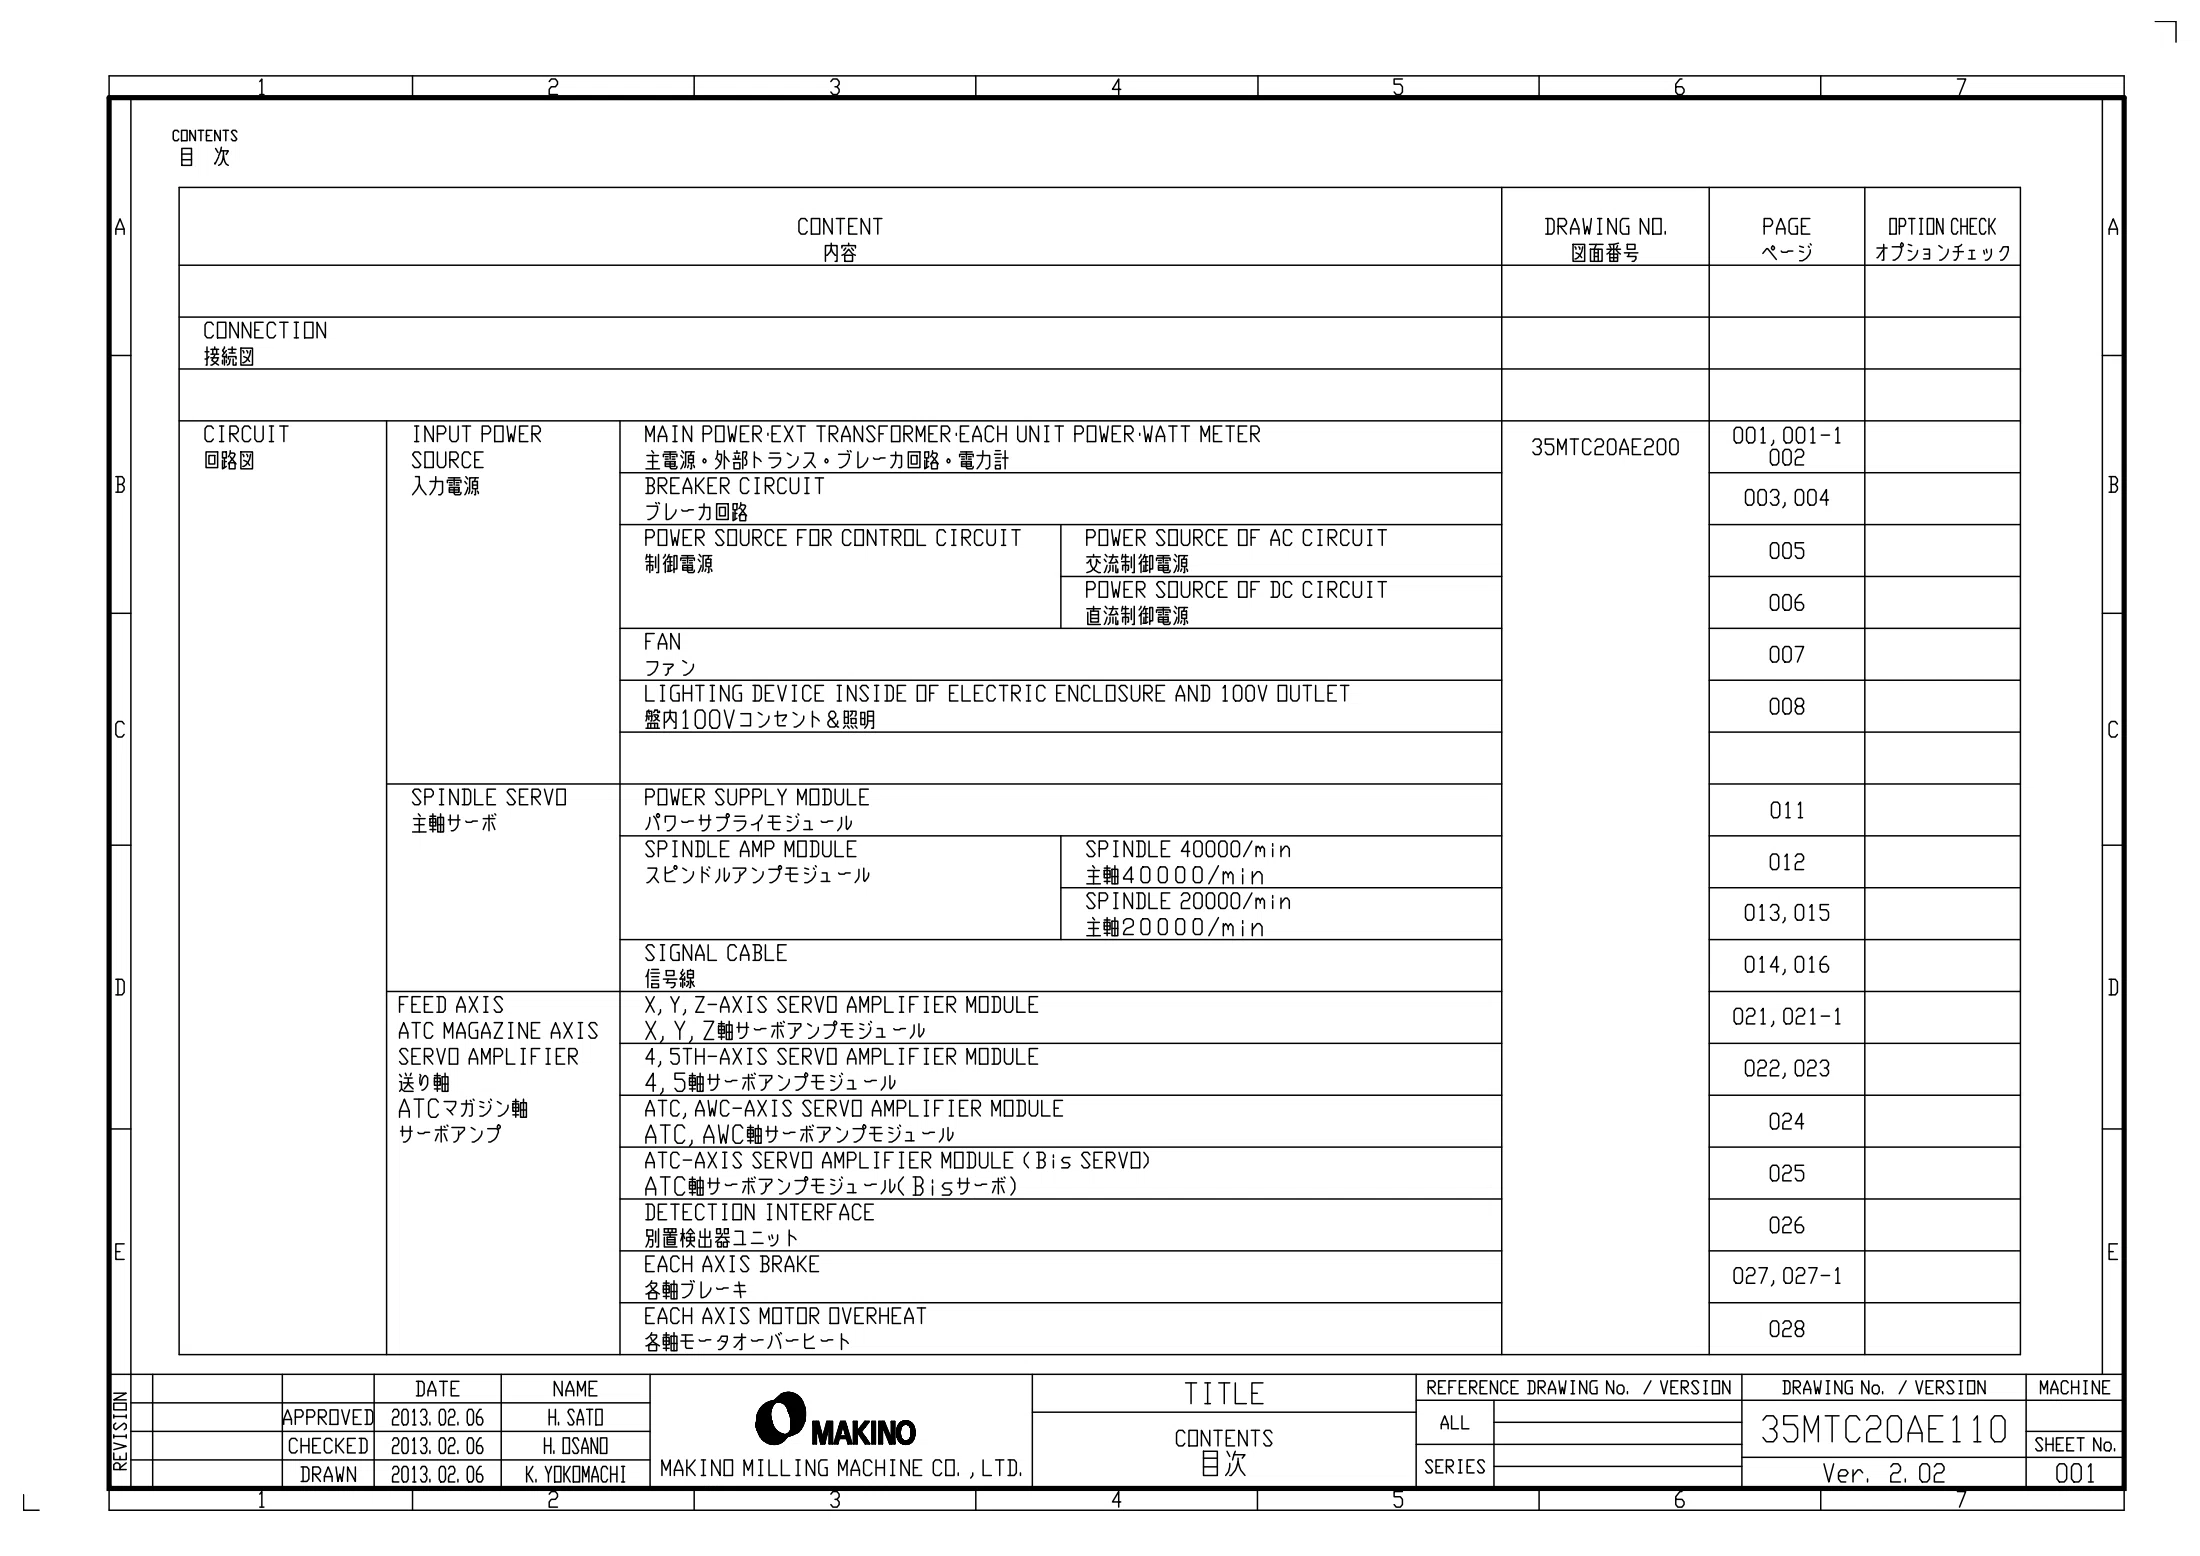 1 2 3 4 5 6 7
CONTENTS
目 次
A CONTENT DRAWING NO. PAGE OPTION CHECK A
内容 図面番号 ページ オプションチェック
CONNECTION
接続図
CIRCUIT
回路図
INPUT POWER
SOURCE
入力電源
MAIN POWER·EXT TRANSFORMER·EACH UNIT POWER·WATT METER
主電源・外部トランス・ブレーカ回路・電力計
35MTC20AE200
001,001-1
002
B B
BREAKER CIRCUIT
ブレーカ回路
003,004
POWER SOURCE FOR CONTROL CIRCUIT
制御電源
POWER SOURCE OF AC CIRCUIT
交流制御電源
005
POWER SOURCE OF DC CIRCUIT
直流制御電源
006
FAN
ファン
007
LIGHTING DEVICE INSIDE OF ELECTRIC ENCLOSURE AND 100V OUTLET
盤内100Vコンセント&照明
008
C C
SPINDLE SERVO
主軸サーボ
POWER SUPPLY MODULE
パワーサプライモジュール
011
SPINDLE AMP MODULE
スピンドルアンプモジュール
SPINDLE 40000/min
主軸40000/min
012
SPINDLE 20000/min
主軸20000/min
013,015
SIGNAL CABLE
信号線
014,016
D D
FEED AXIS
ATC MAGAZINE AXIS
SERVO AMPLIFIER
送り軸
ATCマガジン軸
サーボアンプ
X,Y,Z-AXIS SERVO AMPLIFIER MODULE
X,Y,Z軸サーボアンプモジュール
021,021-1
4,5TH-AXIS SERVO AMPLIFIER MODULE
4,5軸サーボアンプモジュール
022,023
ATC,AWC-AXIS SERVO AMPLIFIER MODULE
ATC,AWC軸サーボアンプモジュール
024
ATC-AXIS SERVO AMPLIFIER MODULE (Bis SERVO)
ATC軸サーボアンプモジュール(Bisサーボ)
025
DETECTION INTERFACE
別置検出器ユニット
026
E E
EACH AXIS BRAKE
各軸ブレーキ
027,027-1
EACH AXIS MOTOR OVERHEAT
各軸モータオーバーヒート
028
REVISION
DATE NAME
APPROVED 2013.02.06 H. SATO
CHECKED 2013.02.06 H. OSANO
DRAWN 2013.02.06 K. YOKOMACHI
MAKINO
MAKINO MILLING MACHINE CO.,LTD.
TITLE
CONTENTS
目次
REFERENCE DRAWING No. / VERSION
ALL
SERIES
DRAWING No. / VERSION
35MTC20AE110
Ver. 2.02
MACHINE
SHEET No.
001
1 2 3 4 5 6 7